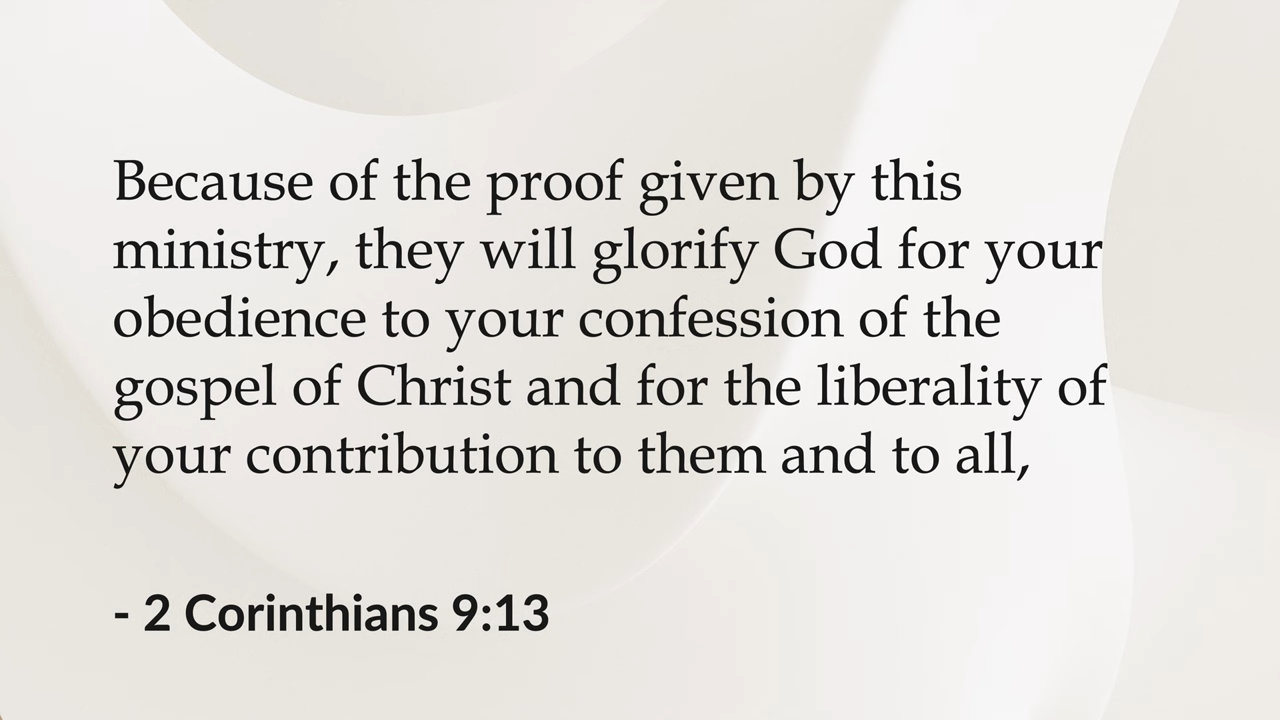 Because of the proof given by this
ministry, they will glorify God for your
obedience to your confession of the
gospel of Christ and for the liberality of
your contribution to them and to all,
- 2 Corinthians 9:13